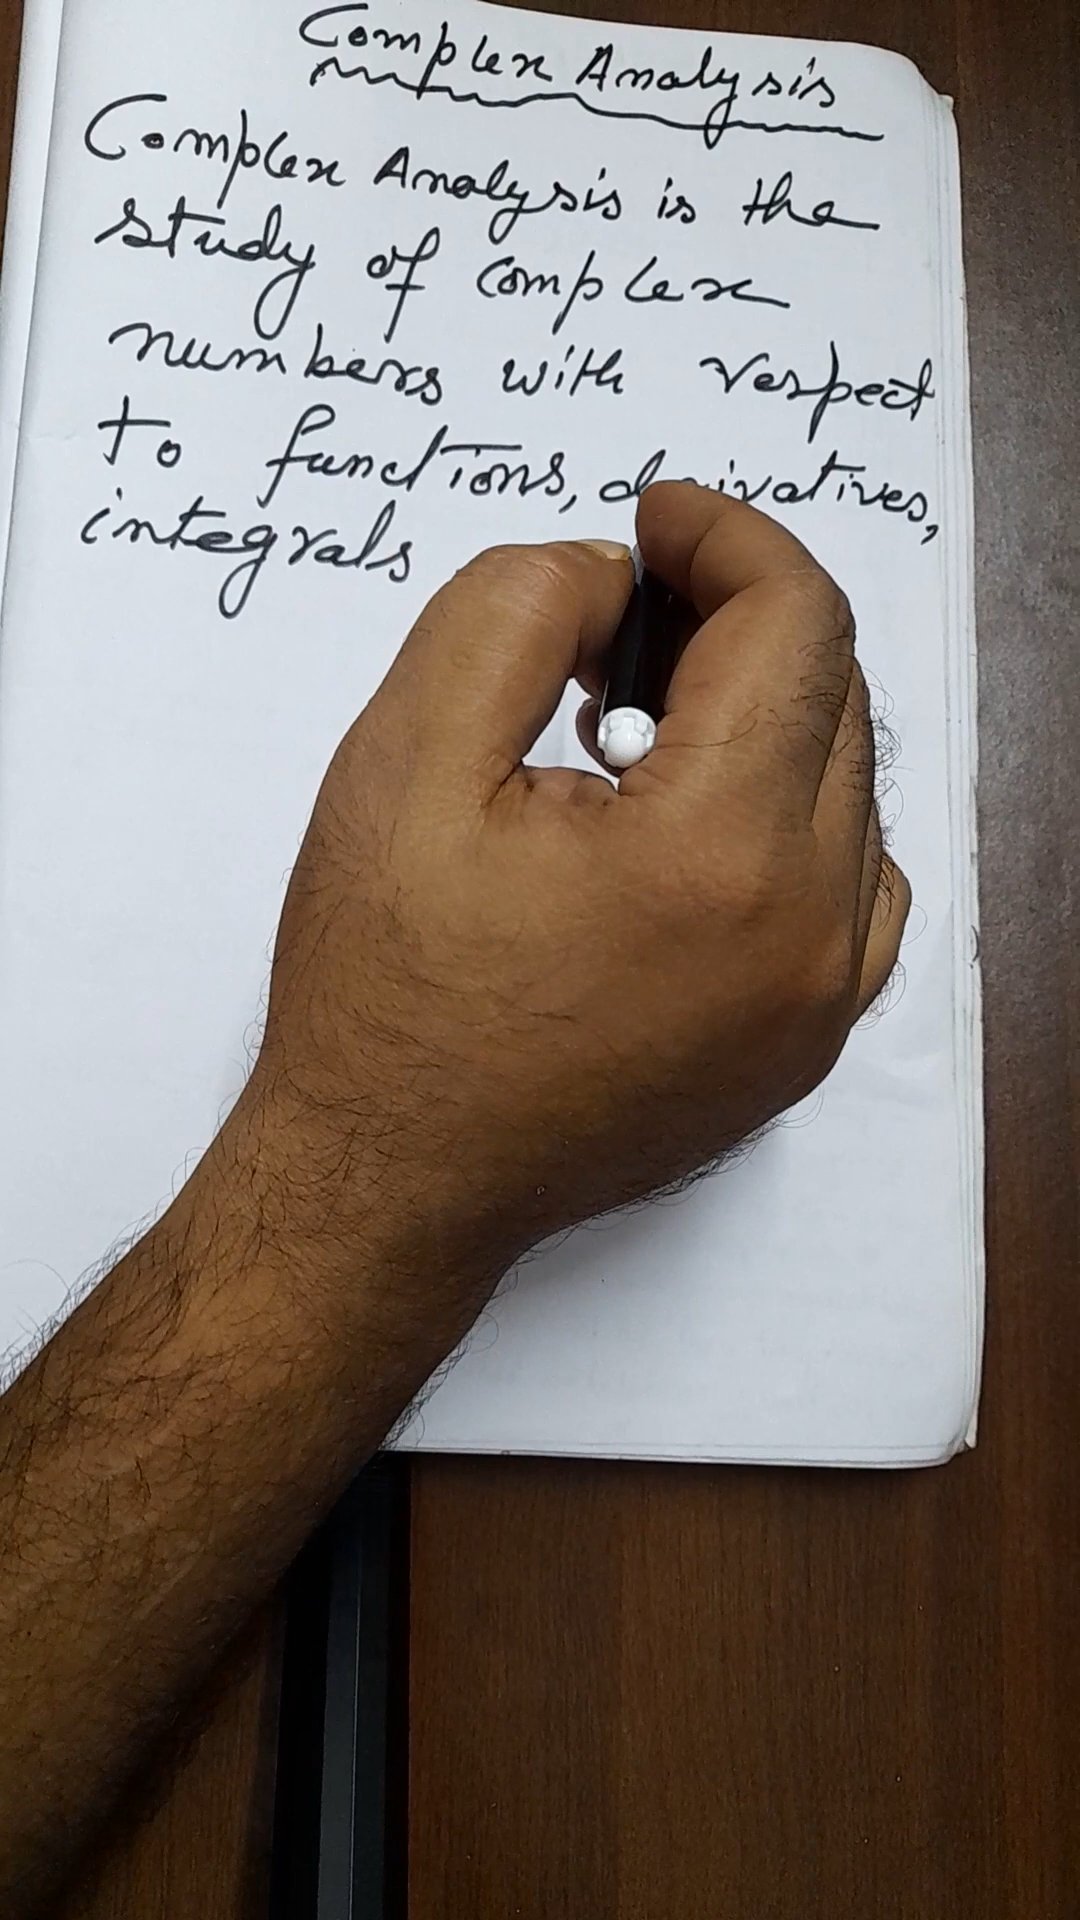 Complex Analysis
Complex Analysis is the
study of complex
numbers with respect
to functions, derivatives,
integrals